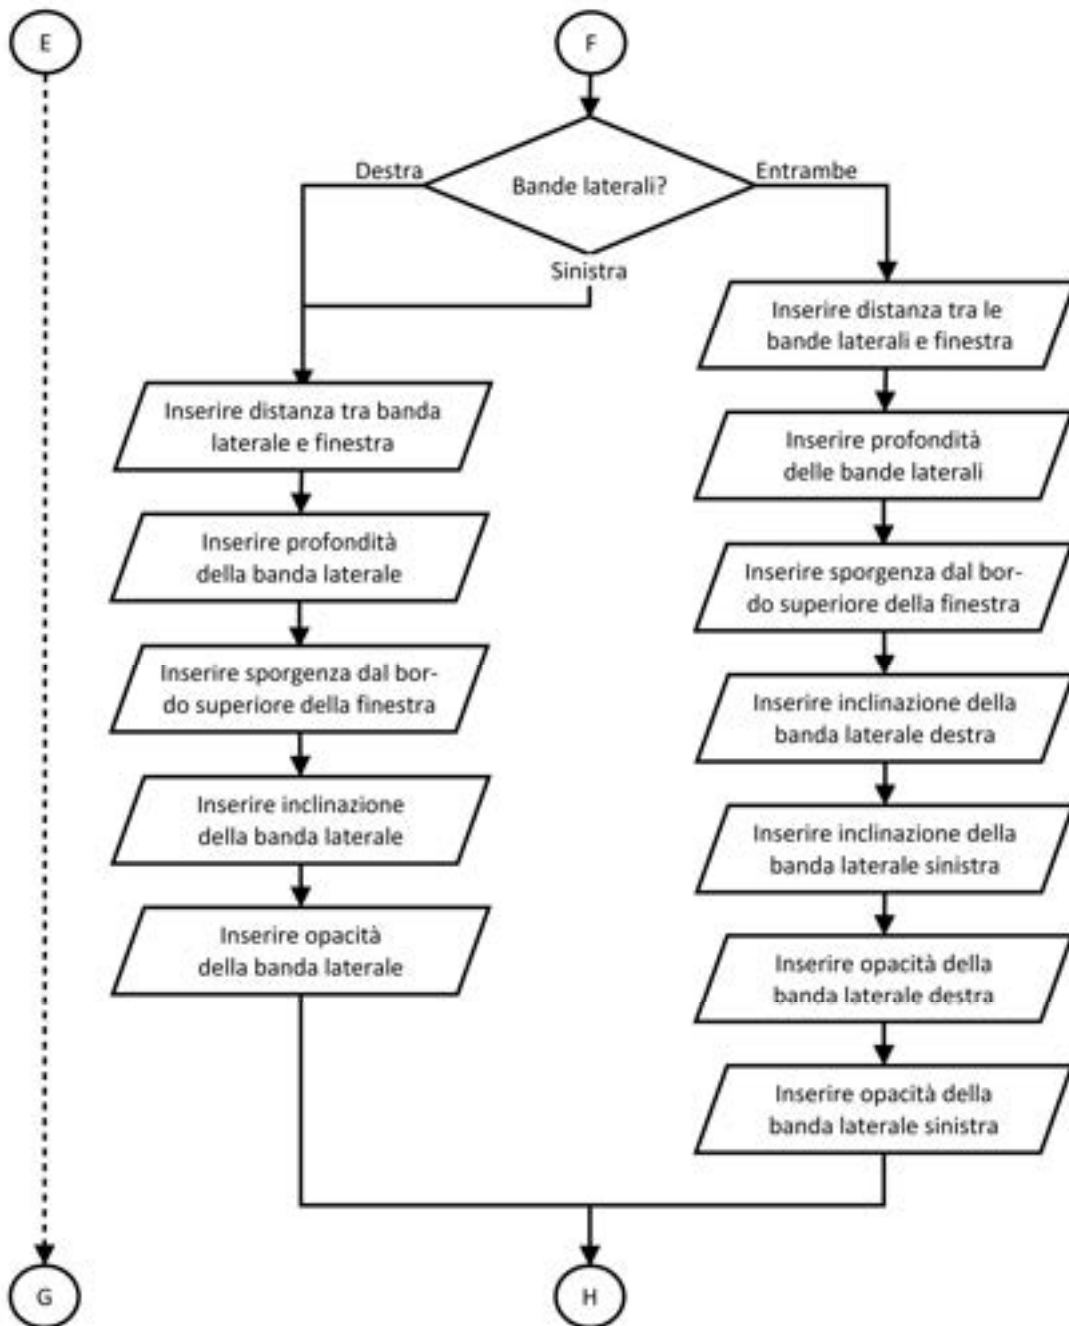 E
F
Destra
Entrambe
Bande laterali?
Sinistra
Inserire distanza tra banda
laterale e finestra
Inserire profondità
della banda laterale
Inserire sporgenza dal bor-
do superiore della finestra
Inserire inclinazione
della banda laterale
Inserire opacità
della banda laterale
Inserire distanza tra le
bande laterali e finestra
Inserire profondità
delle bande laterali
Inserire sporgenza dal bor-
do superiore della finestra
Inserire inclinazione della
banda laterale destra
Inserire inclinazione della
banda laterale sinistra
Inserire opacità della
banda laterale destra
Inserire opacità della
banda laterale sinistra
G
H